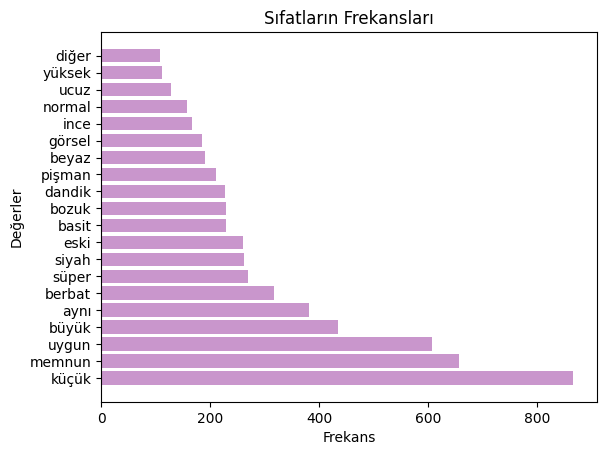 Sıfatların Frekansları
diğer
yüksek
ucuz
normal
ince
görsel
beyaz
pişman
dandik
bozuk
basit
eski
siyah
süper
berbat
aynı
büyük
uygun
memnun
küçük
Değerler
0 200 400 600 800
Frekans